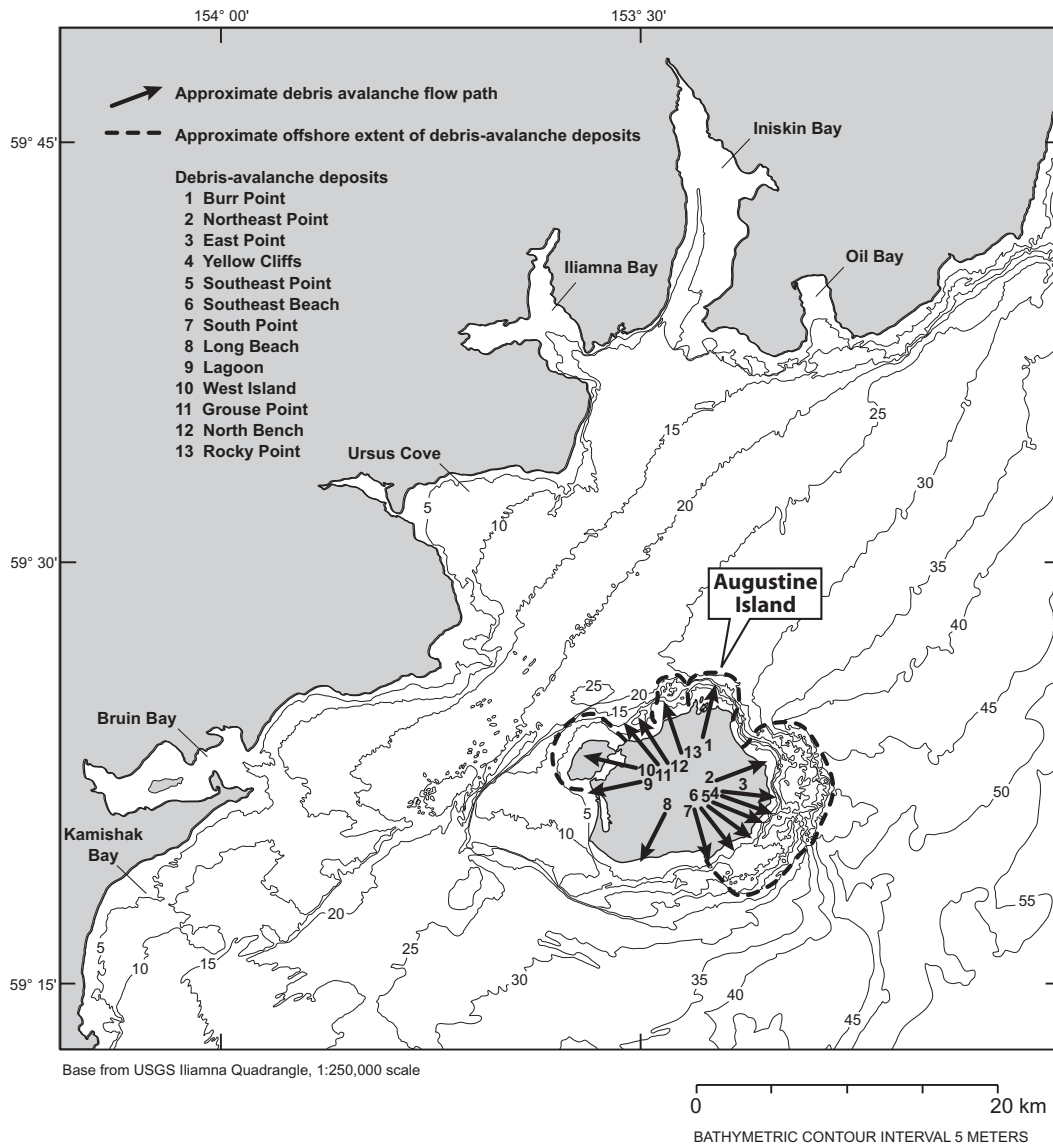 154° 00'
153° 30'
Approximate debris avalanche flow path
Approximate offshore extent of debris-avalanche deposits
59° 45'
Iniskin Bay
Debris-avalanche deposits
1 Burr Point
2 Northeast Point
3 East Point
4 Yellow Cliffs
5 Southeast Point
6 Southeast Beach
7 South Point
8 Long Beach
9 Lagoon
10 West Island
11 Grouse Point
12 North Bench
13 Rocky Point
Iliamna Bay
Oil Bay
Ursus Cove
25
15
20
30
5
10
35
40
45
50
55
59° 30'
Augustine
Island
25
20
15
Bruin Bay
Kamishak
Bay
13
1
12
11
10
9
2
3
4
5
6
7
8
5
10
20
5
10
15
25
30
35
40
45
59° 15'
Base from USGS Iliamna Quadrangle, 1:250,000 scale
0
20 km
BATHYMETRIC CONTOUR INTERVAL 5 METERS